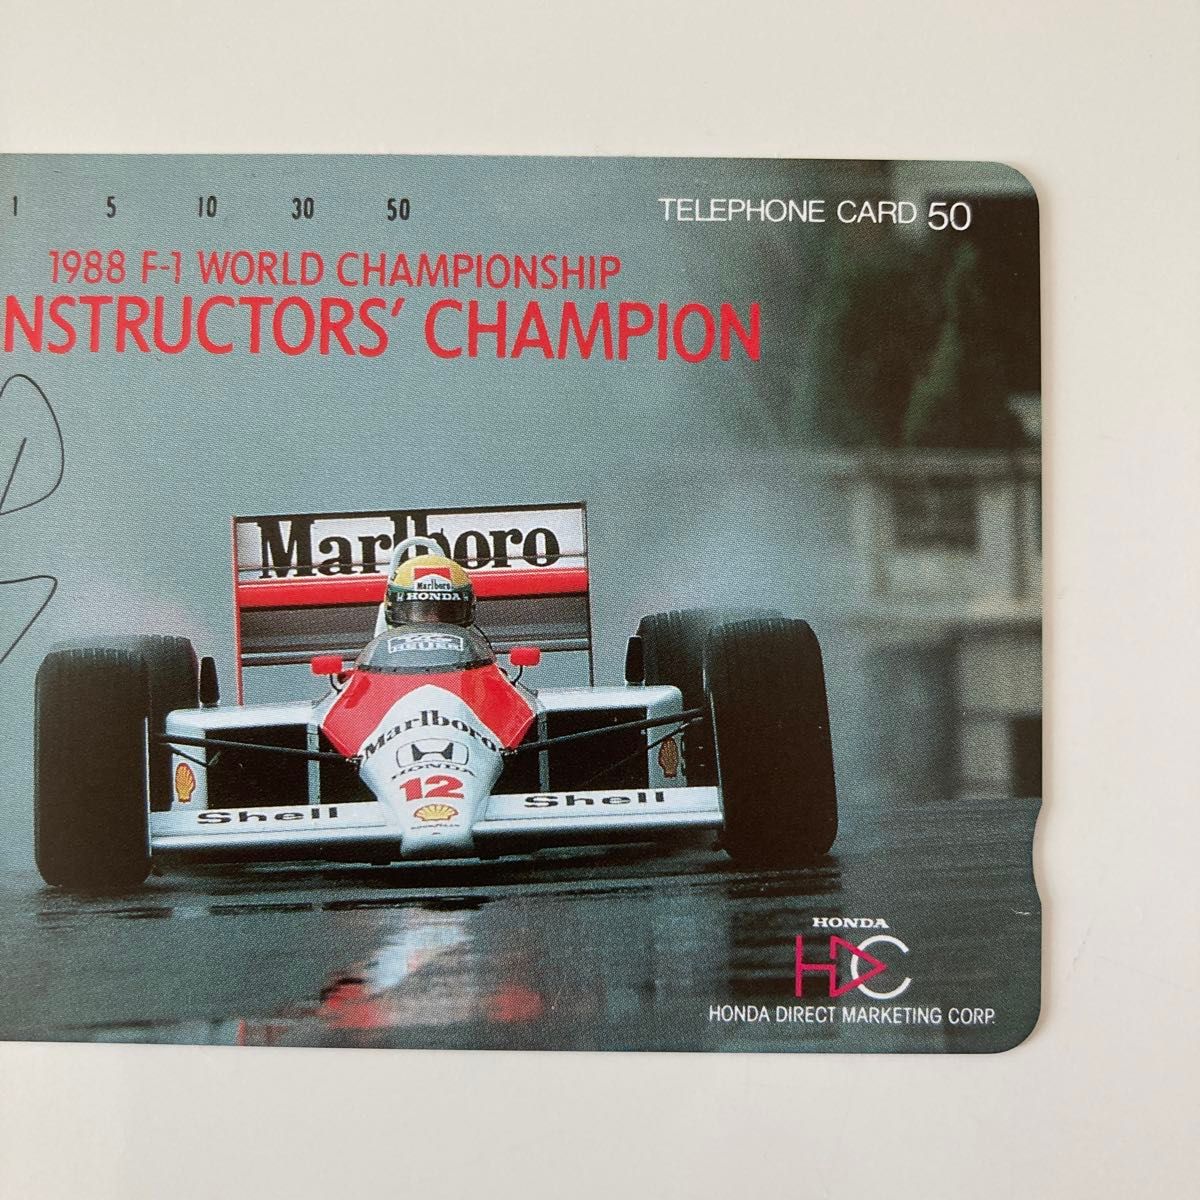 1 5 10 30 50
TELEPHONE CARD 50
1988 F-1 WORLD CHAMPIONSHIP
NSTRUCTORS' CHAMPION
Marlboro
Marlboro
HONDA
Marlboro
HONDA
12
Shell
Shell
GOODYEAR
HONDA
HDC
HONDA DIRECT MARKETING CORP.